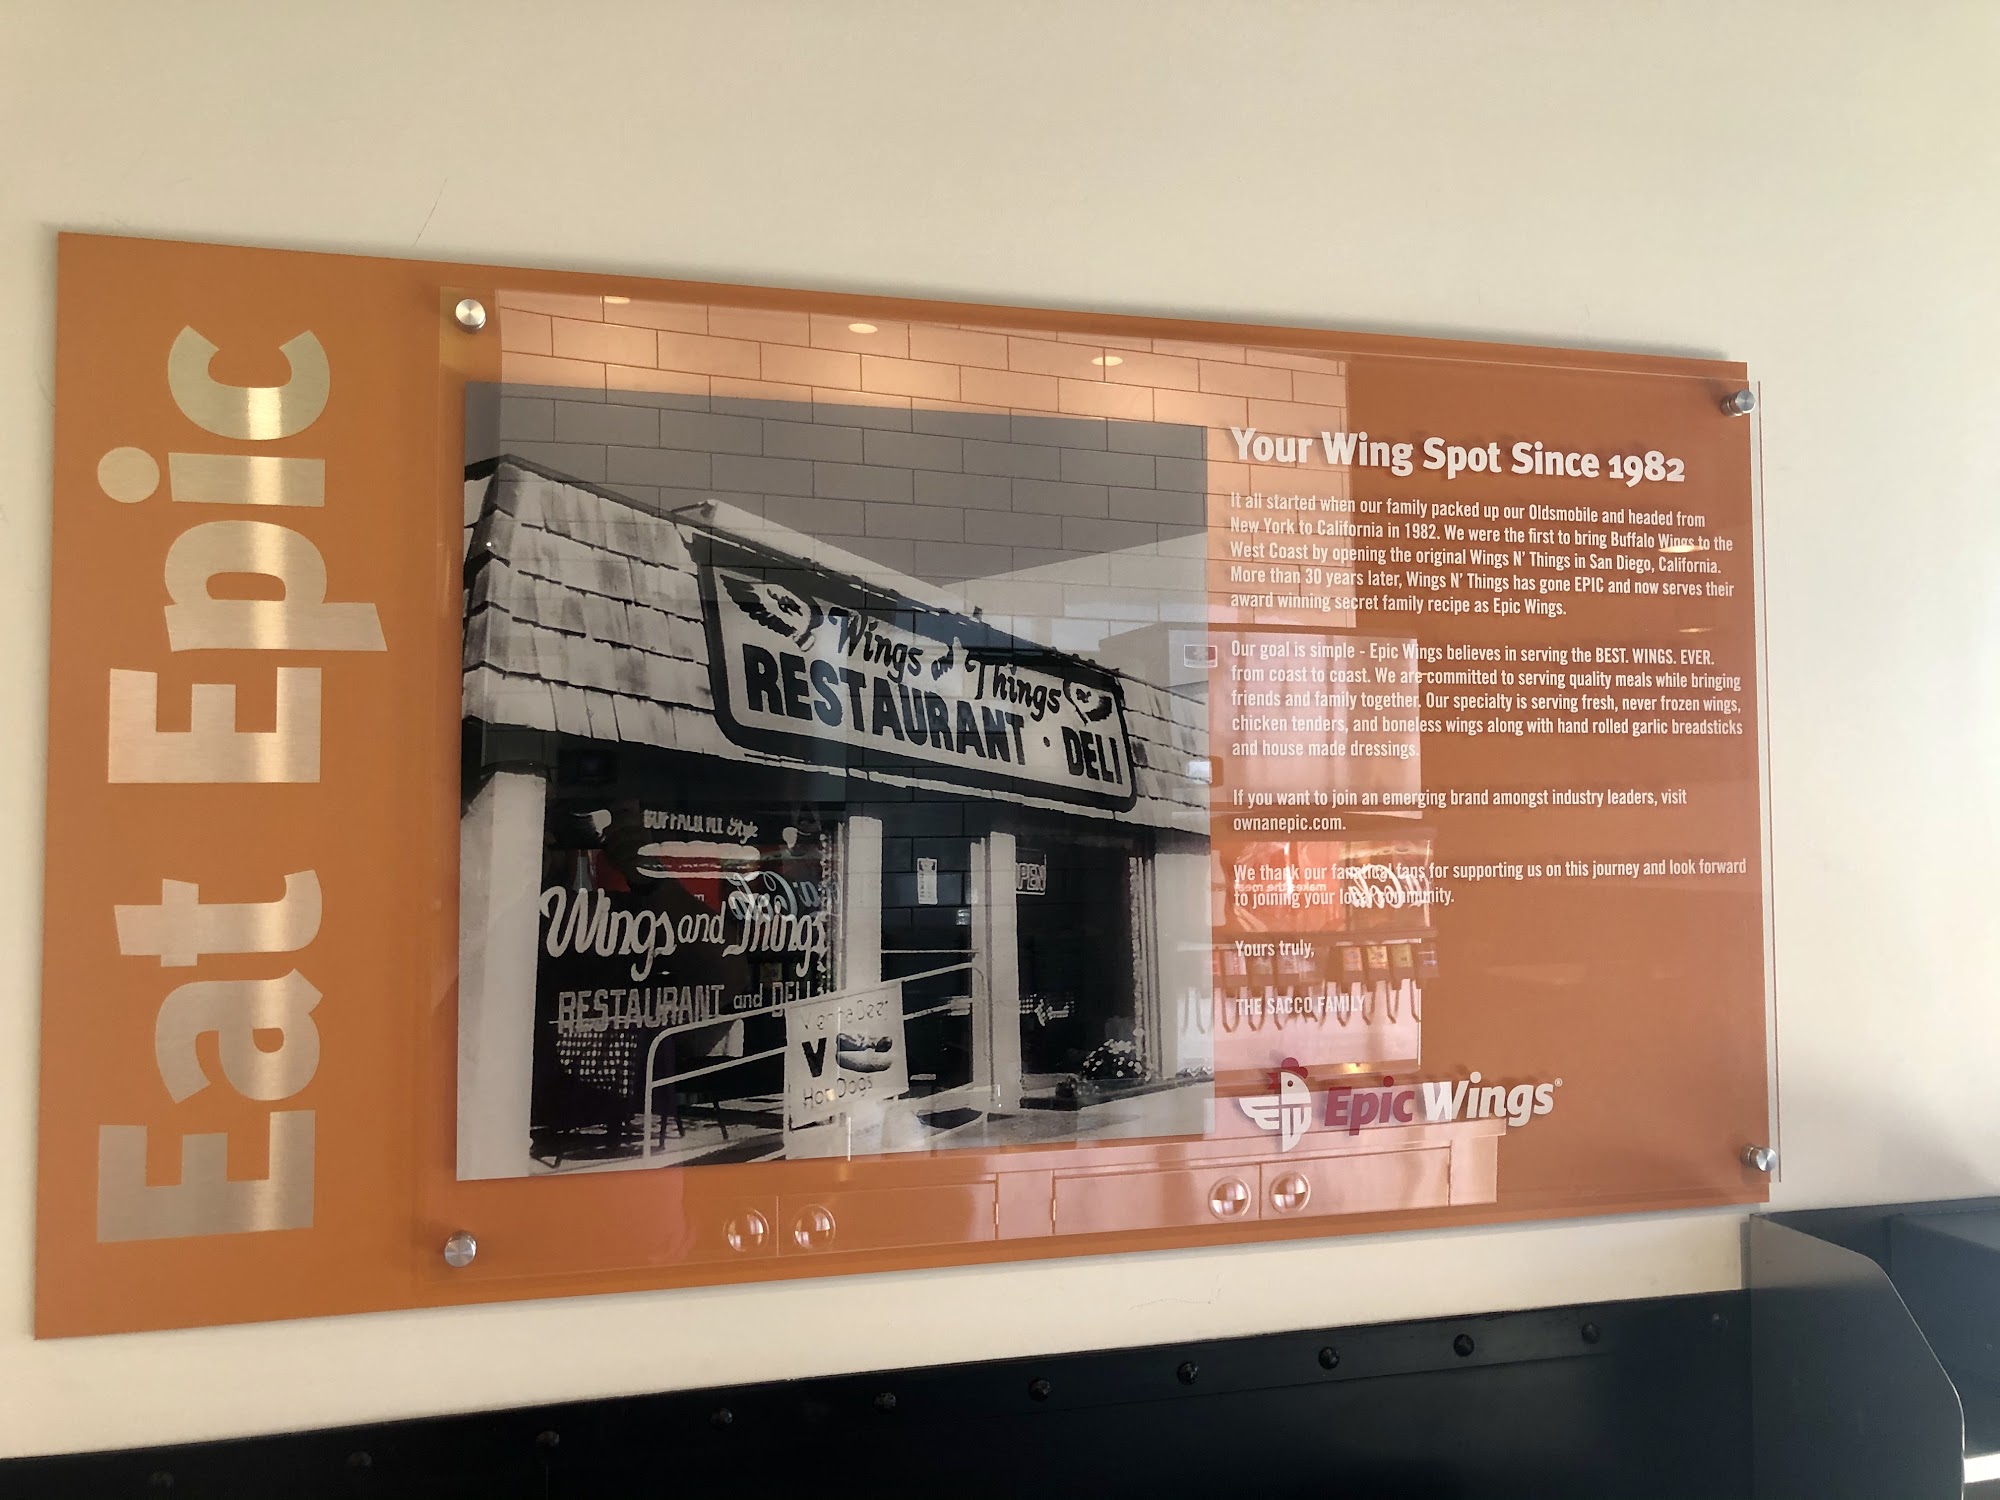 Eat Epic
Wings and Things
RESTAURANT · DELI
BUFFALO Style
Wings and Things
RESTAURANT and DELI
OPEN
Vienna Beef
V
Hot Dogs
Your Wing Spot Since 1982
It all started when our family packed up our Oldsmobile and headed from
New York to California in 1982. We were the first to bring Buffalo Wings to the
West Coast by opening the original Wings N' Things in San Diego, California.
More than 30 years later, Wings N' Things has gone EPIC and now serves their
award winning secret family recipe as Epic Wings.
Our goal is simple - Epic Wings believes in serving the BEST. WINGS. EVER.
from coast to coast. We are committed to serving quality meals while bringing
friends and family together. Our specialty is serving fresh, never frozen wings,
chicken tenders, and boneless wings along with hand rolled garlic breadsticks
and house made dressings.
If you want to join an emerging brand amongst industry leaders, visit
ownanepic.com.
We thank our fanatical fans for supporting us on this journey and look forward
to joining your local community.
Yours truly,
THE SACCO FAMILY
EW Epic Wings®